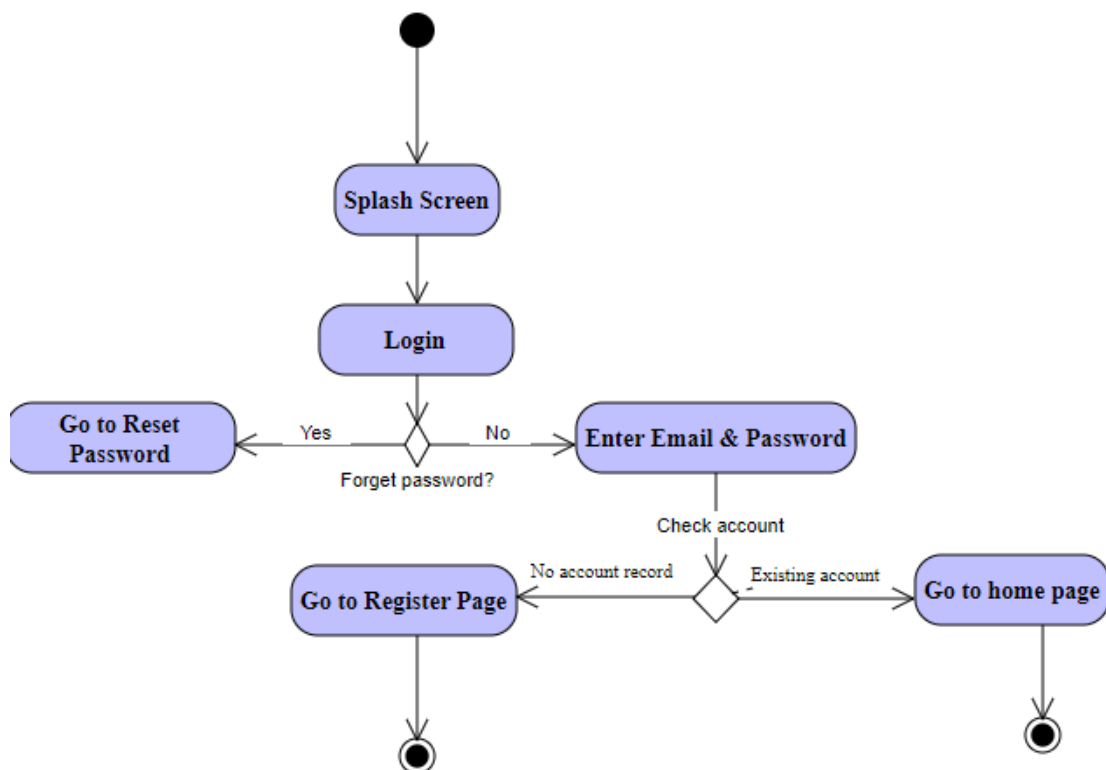 Splash Screen
Login
Go to Reset
Password
Yes
No
Enter Email & Password
Forget password?
Check account
No account record
Existing account
Go to Register Page
Go to home page